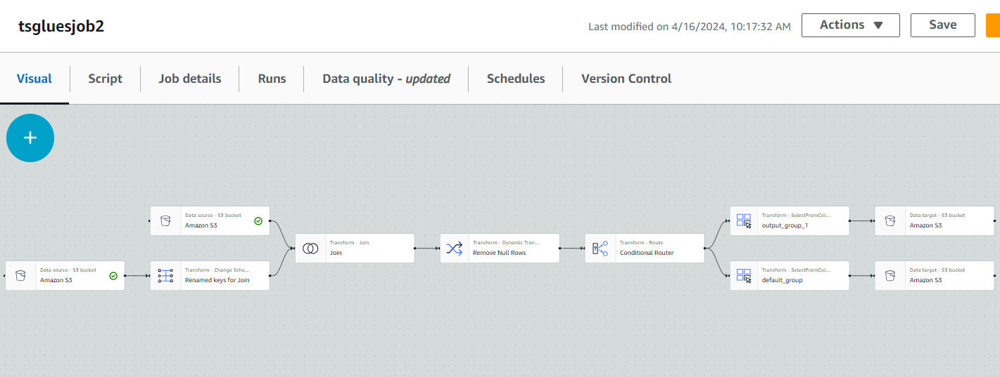 tsgluesjob2
Last modified on 4/16/2024, 10:17:32 AM
Actions
Save
Visual
Script
Job details
Runs
Data quality - updated
Schedules
Version Control
Data source - S3 bucket
Amazon S3
Data source - S3 bucket
Amazon S3
Transform - Change Sche...
Renamed keys for Join
Transform - Join
Join
Transform - Dynamic Tran...
Remove Null Rows
Transform - Route
Conditional Router
Transform - SelectFromCol...
output_group_1
Data target - S3 bucket
Amazon S3
Transform - SelectFromCol...
default_group
Data target - S3 bucket
Amazon S3